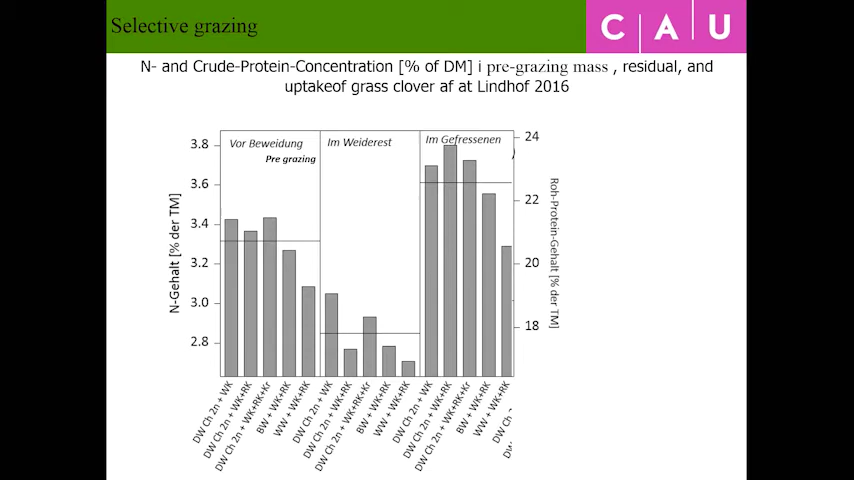 Selective grazing
C A U
N- and Crude-Protein-Concentration [% of DM] i pre-grazing mass , residual, and
uptakeof grass clover af at Lindhof 2016
Vor Beweidung
Pre grazing
Im Weiderest
Im Gefressenen
)
N-Gehalt [% der TM]
3.8
3.6
3.4
3.2
3.0
2.8
24
22
20
18
Roh-Protein-Gehalt [% der TM]
DW Ch 2n + WK
DW Ch 2n + WK+RK
DW Ch 2n + WK+RK+Kr
BW + WK+RK
WW + WK+RK
DW Ch 2n + WK
DW Ch 2n + WK+RK
DW Ch 2n + WK+RK+Kr
BW + WK+RK
WW + WK+RK
DW Ch 2n + WK
DW Ch 2n + WK+RK
DW Ch 2n + WK+RK+Kr
BW + WK+RK
WW + WK+RK
DW Ch
DW